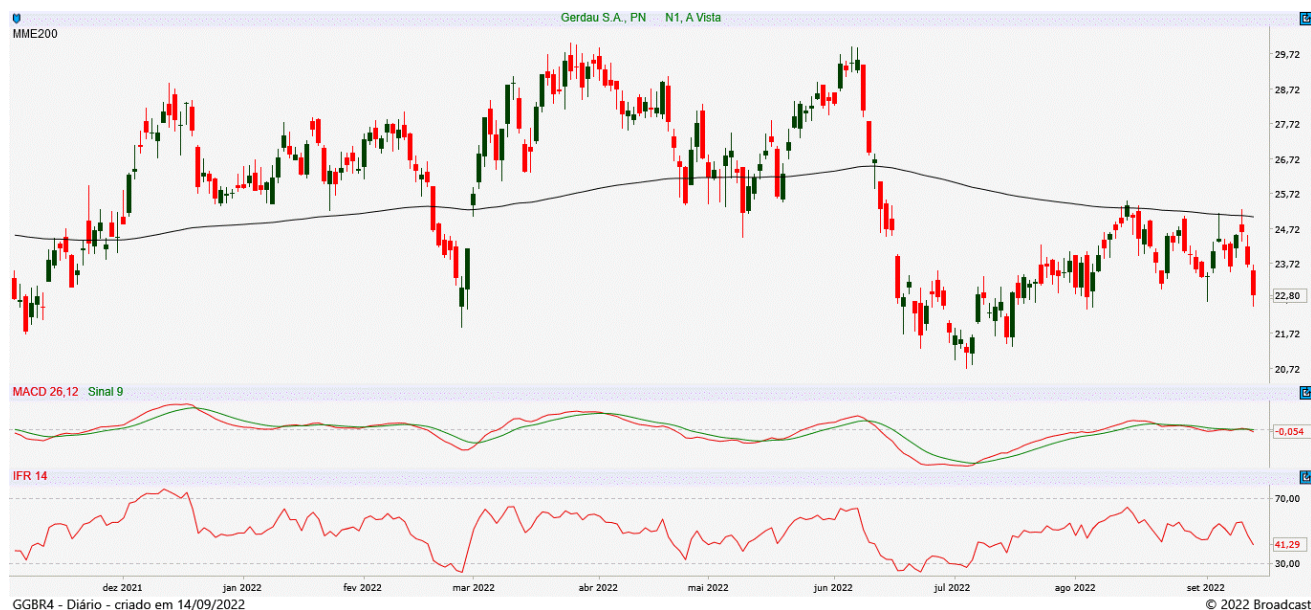 Gerdau S.A., PN N1, A Vista
MME200
29,72
28,72
27,72
26,72
25,72
24,72
23,72
22,80
21,72
20,72
MACD 26,12 Sinal 9
-0,054
IFR 14
70,00
41,29
30,00
dez 2021 jan 2022 fev 2022 mar 2022 abr 2022 mai 2022 jun 2022 jul 2022 ago 2022 set 2022
GGBR4 - Diário - criado em 14/09/2022 © 2022 Broadcast